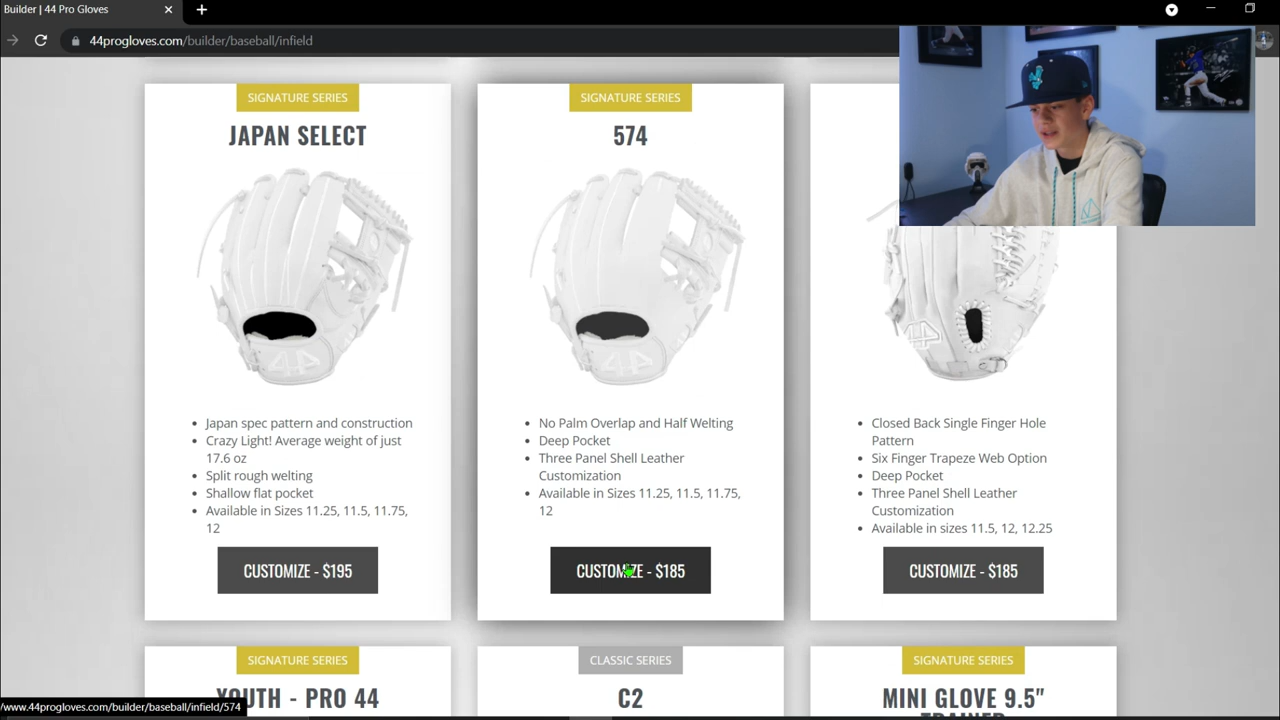 Builder | 44 Pro Gloves
44progloves.com/builder/baseball/infield
SIGNATURE SERIES
JAPAN SELECT
44
Japan spec pattern and construction
Crazy Light! Average weight of just
17.6 oz
Split rough welting
Shallow flat pocket
Available in Sizes 11.25, 11.5, 11.75,
12
CUSTOMIZE - $195
SIGNATURE SERIES
574
44
No Palm Overlap and Half Welting
Deep Pocket
Three Panel Shell Leather
Customization
Available in Sizes 11.25, 11.5, 11.75,
12
CUSTOMIZE - $185
44
Closed Back Single Finger Hole
Pattern
Six Finger Trapeze Web Option
Deep Pocket
Three Panel Shell Leather
Customization
Available in sizes 11.5, 12, 12.25
CUSTOMIZE - $185
SIGNATURE SERIES
YOUTH - PRO 44
CLASSIC SERIES
C2
SIGNATURE SERIES
MINI GLOVE 9.5"
TRAINER
/www.44progloves.com/builder/baseball/infield/574